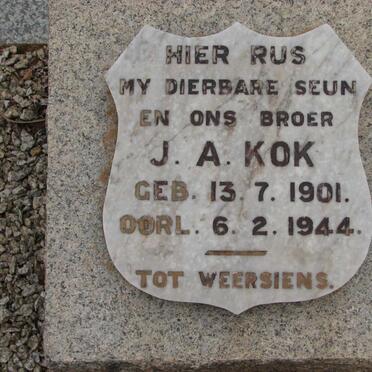 HIER RUS
MY DIERBARE SEUN
EN ONS BROER
J. A. KOK
GEB. 13. 7. 1901.
OORL. 6. 2. 1944.
TOT WEERSIENS.